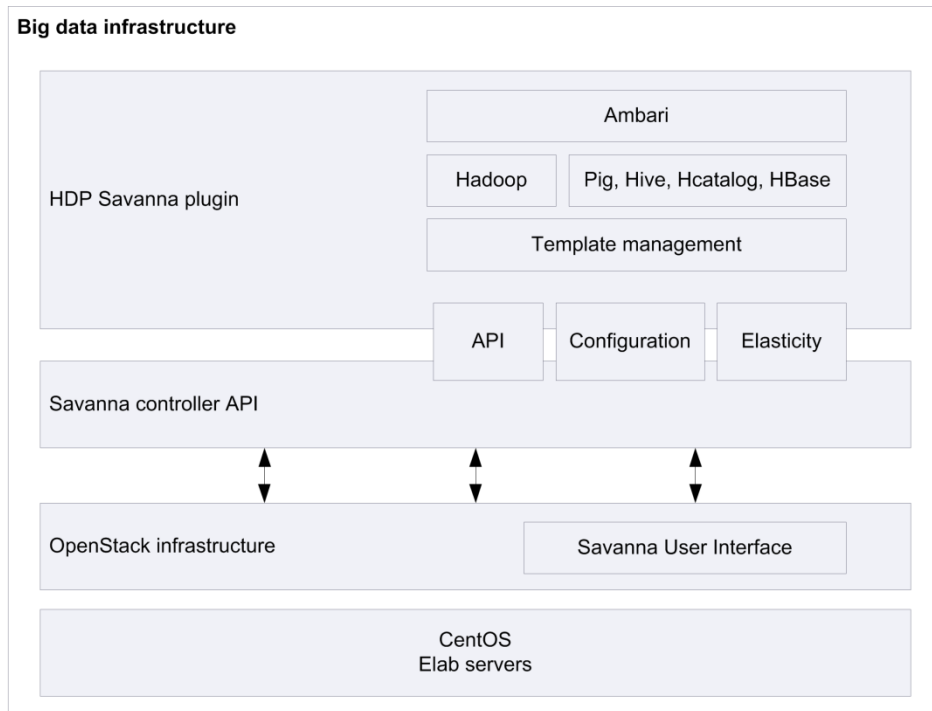 Big data infrastructure
Ambari
HDP Savanna plugin
Hadoop
Pig, Hive, Hcatalog, HBase
Template management
API
Configuration
Elasticity
Savanna controller API
OpenStack infrastructure
Savanna User Interface
CentOS
Elab servers